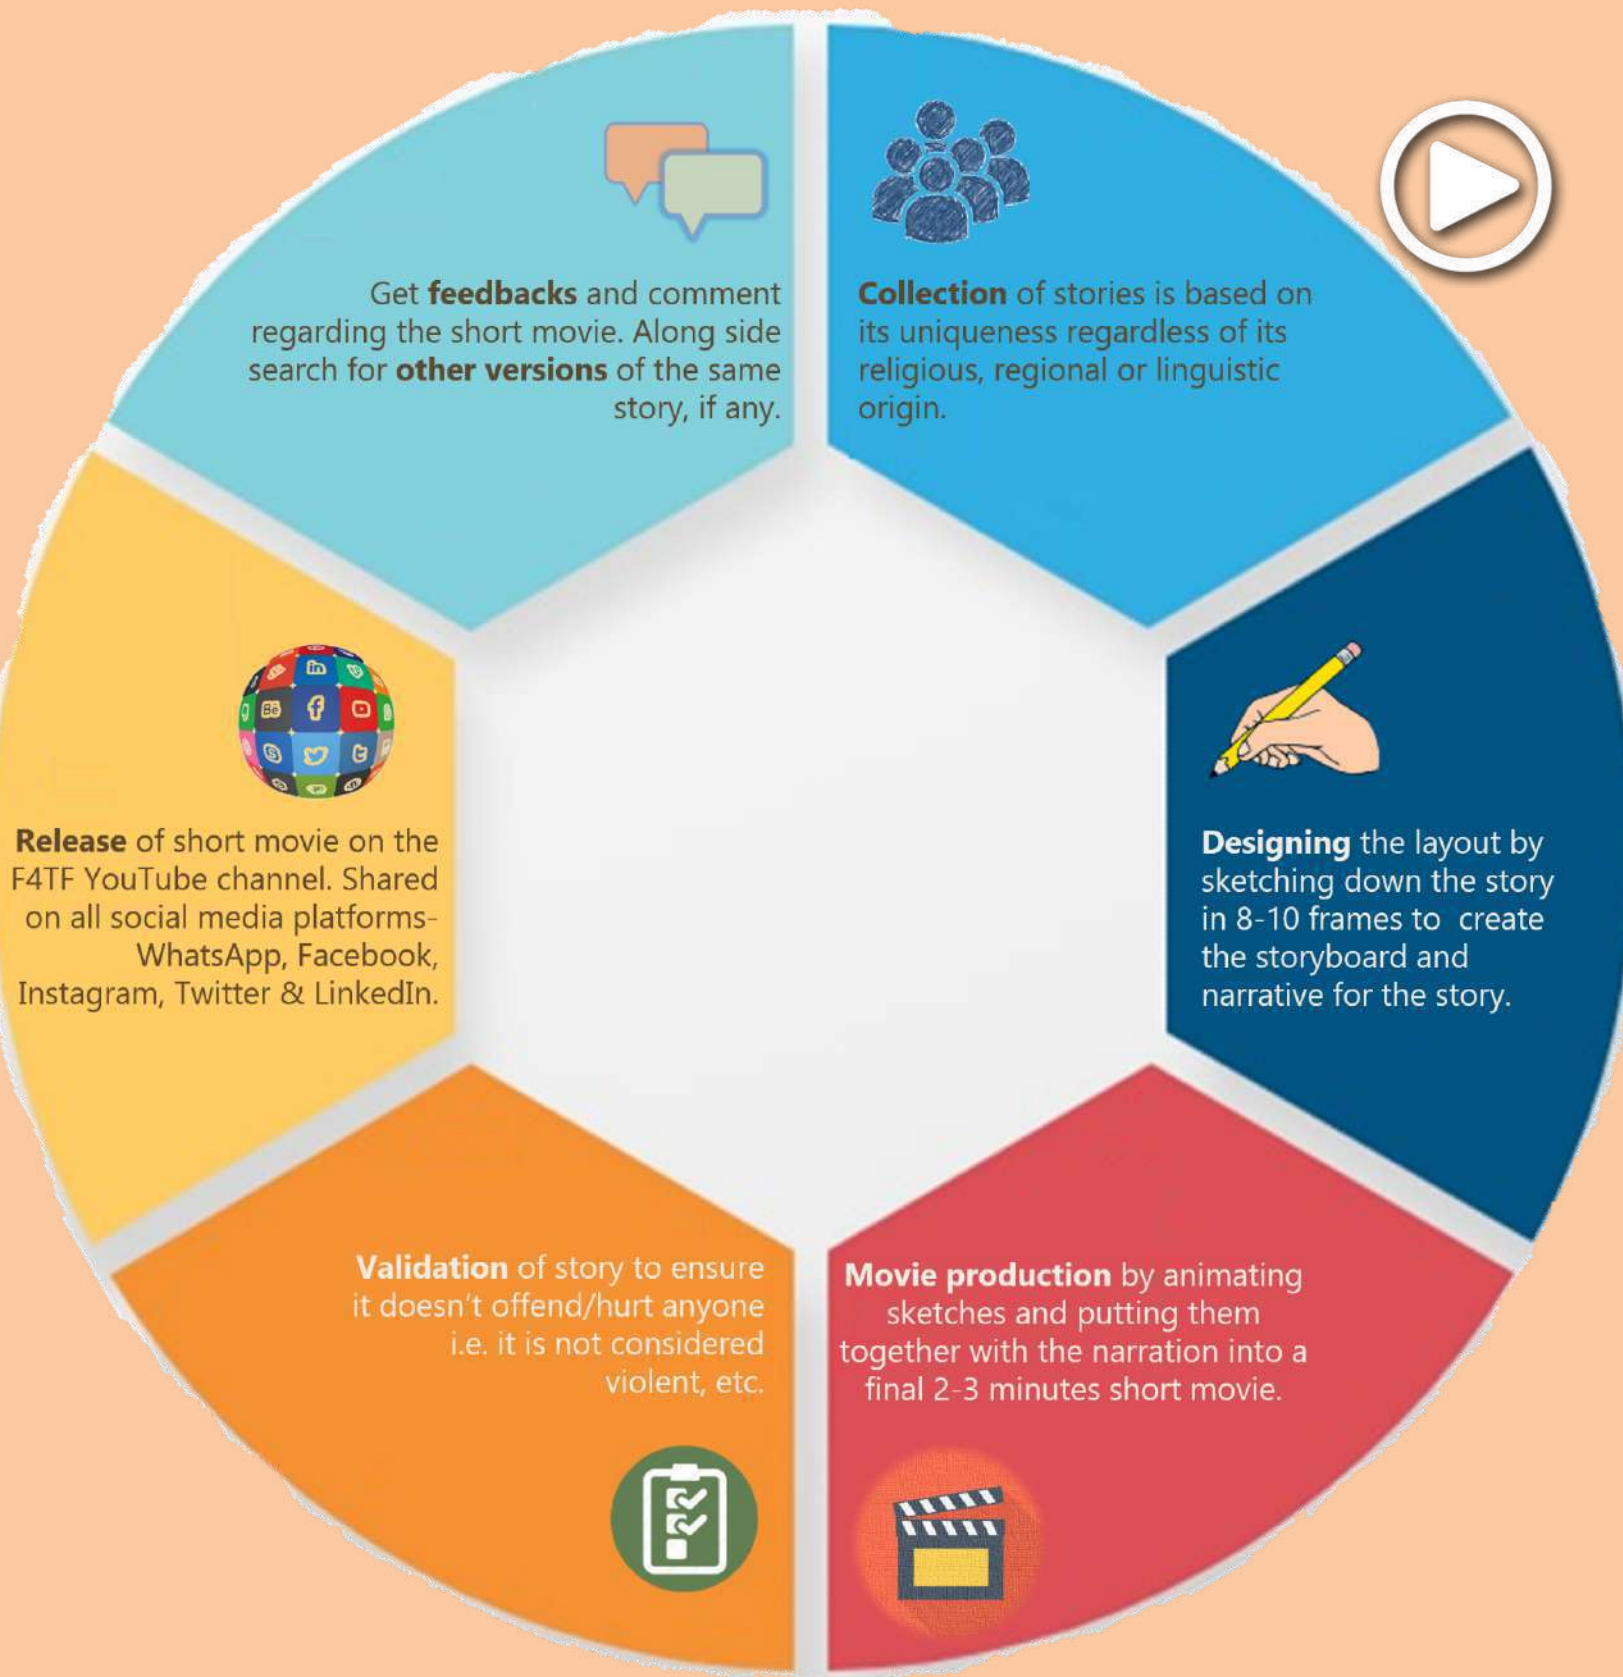 Collection of stories is based on
its uniqueness regardless of its
religious, regional or linguistic
origin.
Designing the layout by
sketching down the story
in 8-10 frames to create
the storyboard and
narrative for the story.
Movie production by animating
sketches and putting them
together with the narration into a
final 2-3 minutes short movie.
Validation of story to ensure
it doesn't offend/hurt anyone
i.e. it is not considered
violent, etc.
Release of short movie on the
F4TF YouTube channel. Shared
on all social media platforms-
WhatsApp, Facebook,
Instagram, Twitter & LinkedIn.
Get feedbacks and comment
regarding the short movie. Along side
search for other versions of the same
story, if any.